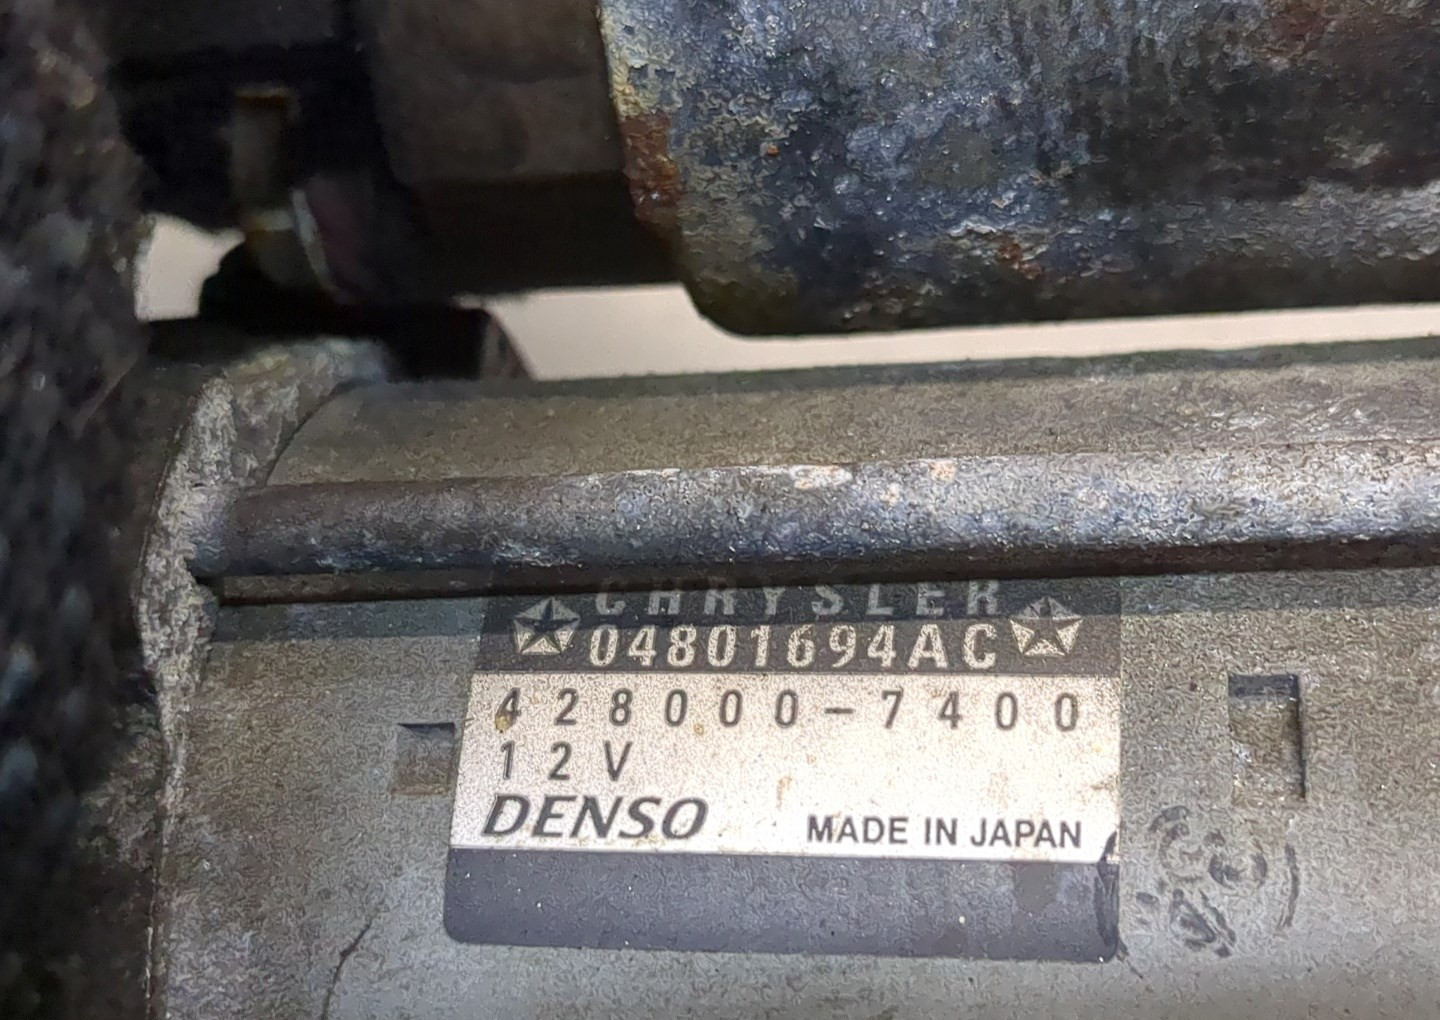 CHRYSLER
04801694AC
428000-7400
12V
DENSO MADE IN JAPAN